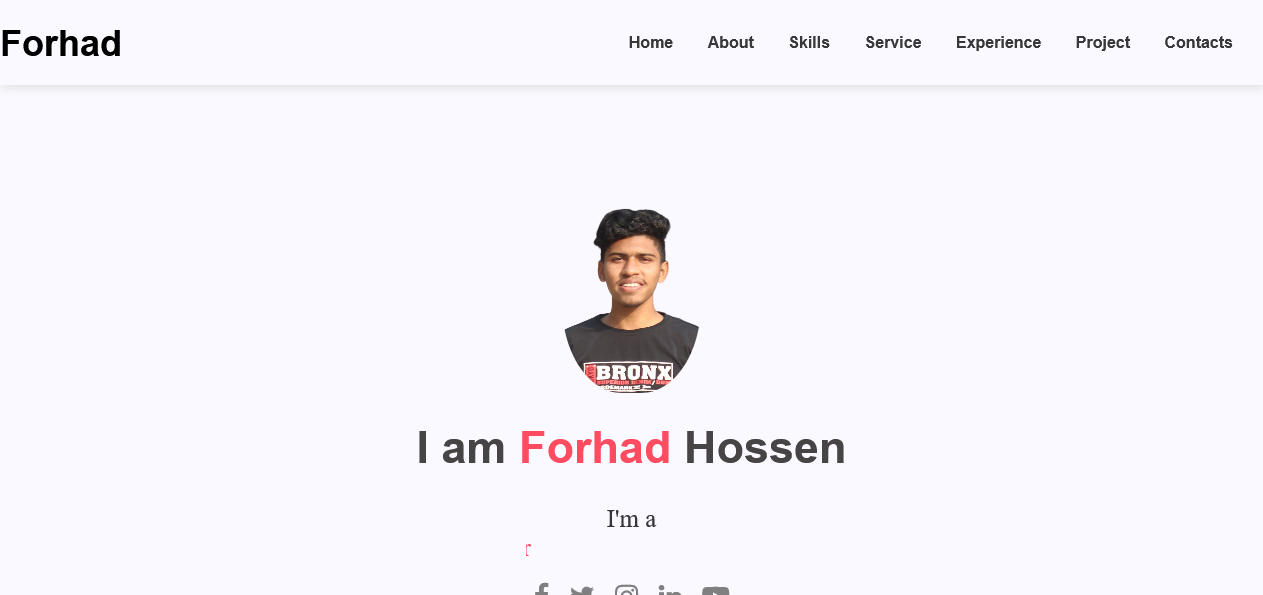 Forhad
Home About Skills Service Experience Project Contacts
BRONX
I am Forhad Hossen
I'm a
r